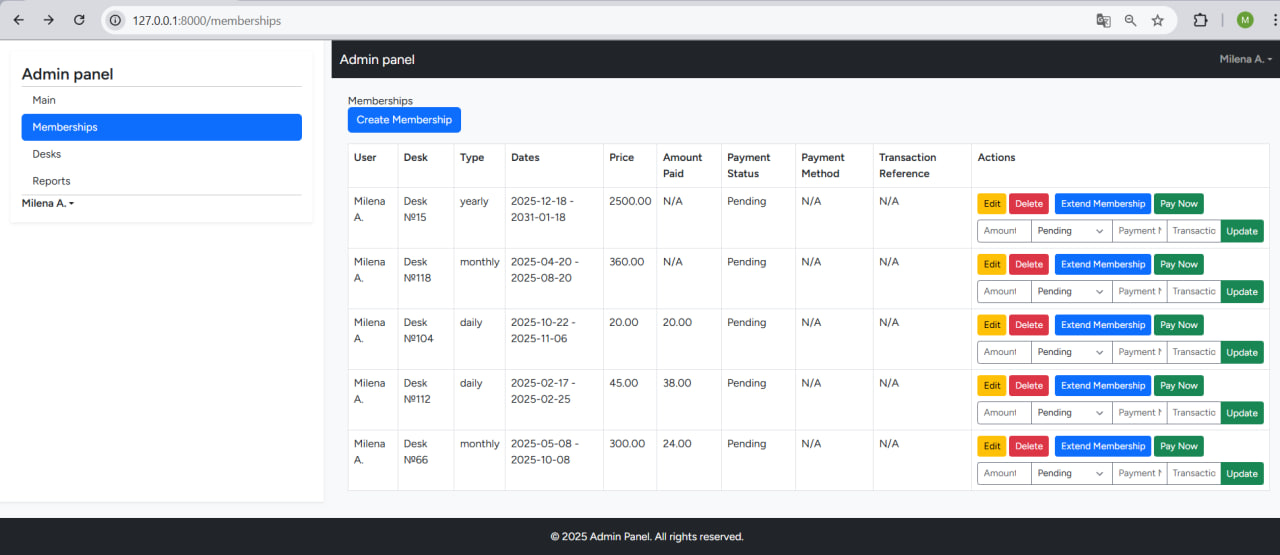 127.0.0.1:8000/memberships
M
Admin panel
Main
Memberships
Desks
Reports
Milena A.
Admin panel
Milena A.
Memberships
Create Membership
User Desk Type Dates Price Amount Paid Payment Status Payment Method Transaction Reference Actions
Milena A. Desk №15 yearly 2025-12-18 - 2031-01-18 2500.00 N/A Pending N/A N/A Edit Delete Extend Membership Pay Now
Amount Pending Payment Transactio Update
Milena A. Desk №118 monthly 2025-04-20 - 2025-08-20 360.00 N/A Pending N/A N/A Edit Delete Extend Membership Pay Now
Amount Pending Payment Transactio Update
Milena A. Desk №104 daily 2025-10-22 - 2025-11-06 20.00 20.00 Pending N/A N/A Edit Delete Extend Membership Pay Now
Amount Pending Payment Transactio Update
Milena A. Desk №112 daily 2025-02-17 - 2025-02-25 45.00 38.00 Pending N/A N/A Edit Delete Extend Membership Pay Now
Amount Pending Payment Transactio Update
Milena A. Desk №66 monthly 2025-05-08 - 2025-10-08 300.00 24.00 Pending N/A N/A Edit Delete Extend Membership Pay Now
Amount Pending Payment Transactio Update
© 2025 Admin Panel. All rights reserved.